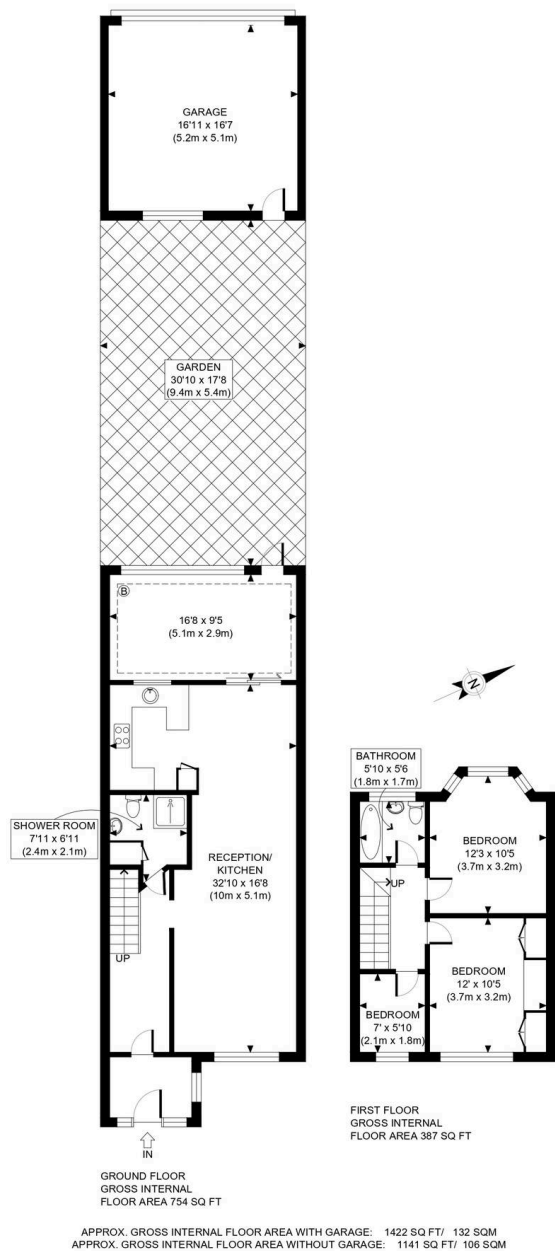 GARAGE
16'11 x 16'7
(5.2m x 5.1m)
GARDEN
30'10 x 17'8
(9.4m x 5.4m)
B
16'8 x 9'5
(5.1m x 2.9m)
SHOWER ROOM
7'11 x 6'11
(2.4m x 2.1m)
RECEPTION/
KITCHEN
32'10 x 16'8
(10m x 5.1m)
UP
IN
GROUND FLOOR
GROSS INTERNAL
FLOOR AREA 754 SQ FT
N
BATHROOM
5'10 x 5'6
(1.8m x 1.7m)
BEDROOM
12'3 x 10'5
(3.7m x 3.2m)
UP
BEDROOM
12' x 10'5
(3.7m x 3.2m)
BEDROOM
7' x 5'10
(2.1m x 1.8m)
FIRST FLOOR
GROSS INTERNAL
FLOOR AREA 387 SQ FT
APPROX. GROSS INTERNAL FLOOR AREA WITH GARAGE: 1422 SQ FT/ 132 SQM
APPROX. GROSS INTERNAL FLOOR AREA WITHOUT GARAGE: 1141 SQ FT/ 106 SQM